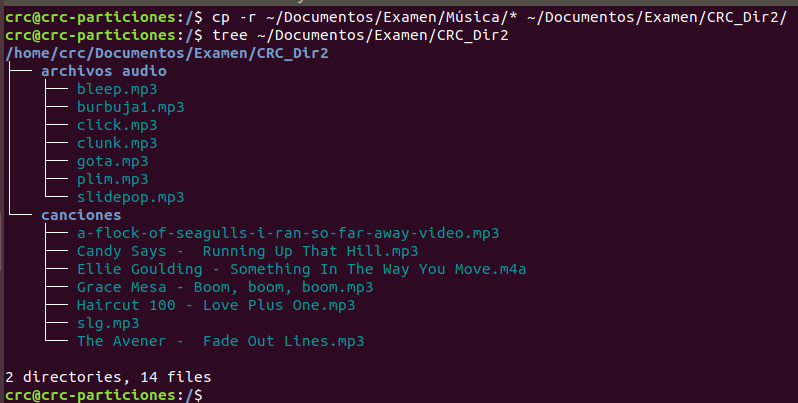 crc@crc-particiones:/$ cp -r ~/Documentos/Examen/Música/* ~/Documentos/Examen/CRC_Dir2/
crc@crc-particiones:/$ tree ~/Documentos/Examen/CRC_Dir2
/home/crc/Documentos/Examen/CRC_Dir2
├── archivos audio
│   ├── bleep.mp3
│   ├── burbuja1.mp3
│   ├── click.mp3
│   ├── clunk.mp3
│   ├── gota.mp3
│   ├── plim.mp3
│   └── slidepop.mp3
└── canciones
    ├── a-flock-of-seagulls-i-ran-so-far-away-video.mp3
    ├── Candy Says -  Running Up That Hill.mp3
    ├── Ellie Goulding - Something In The Way You Move.m4a
    ├── Grace Mesa - Boom, boom, boom.mp3
    ├── Haircut 100 - Love Plus One.mp3
    ├── slg.mp3
    └── The Avener -  Fade Out Lines.mp3

2 directories, 14 files
crc@crc-particiones:/$